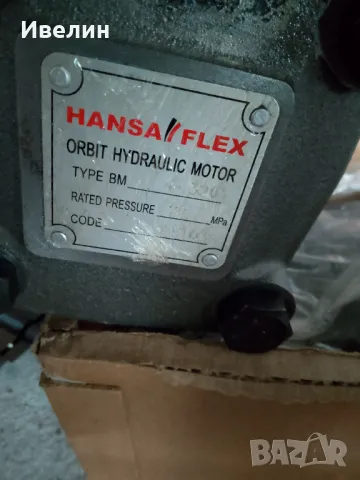 Ивелин
HANSA FLEX
ORBIT HYDRAULIC MOTOR
TYPE BM
RATED PRESSURE MPa
CODE
BAZAR